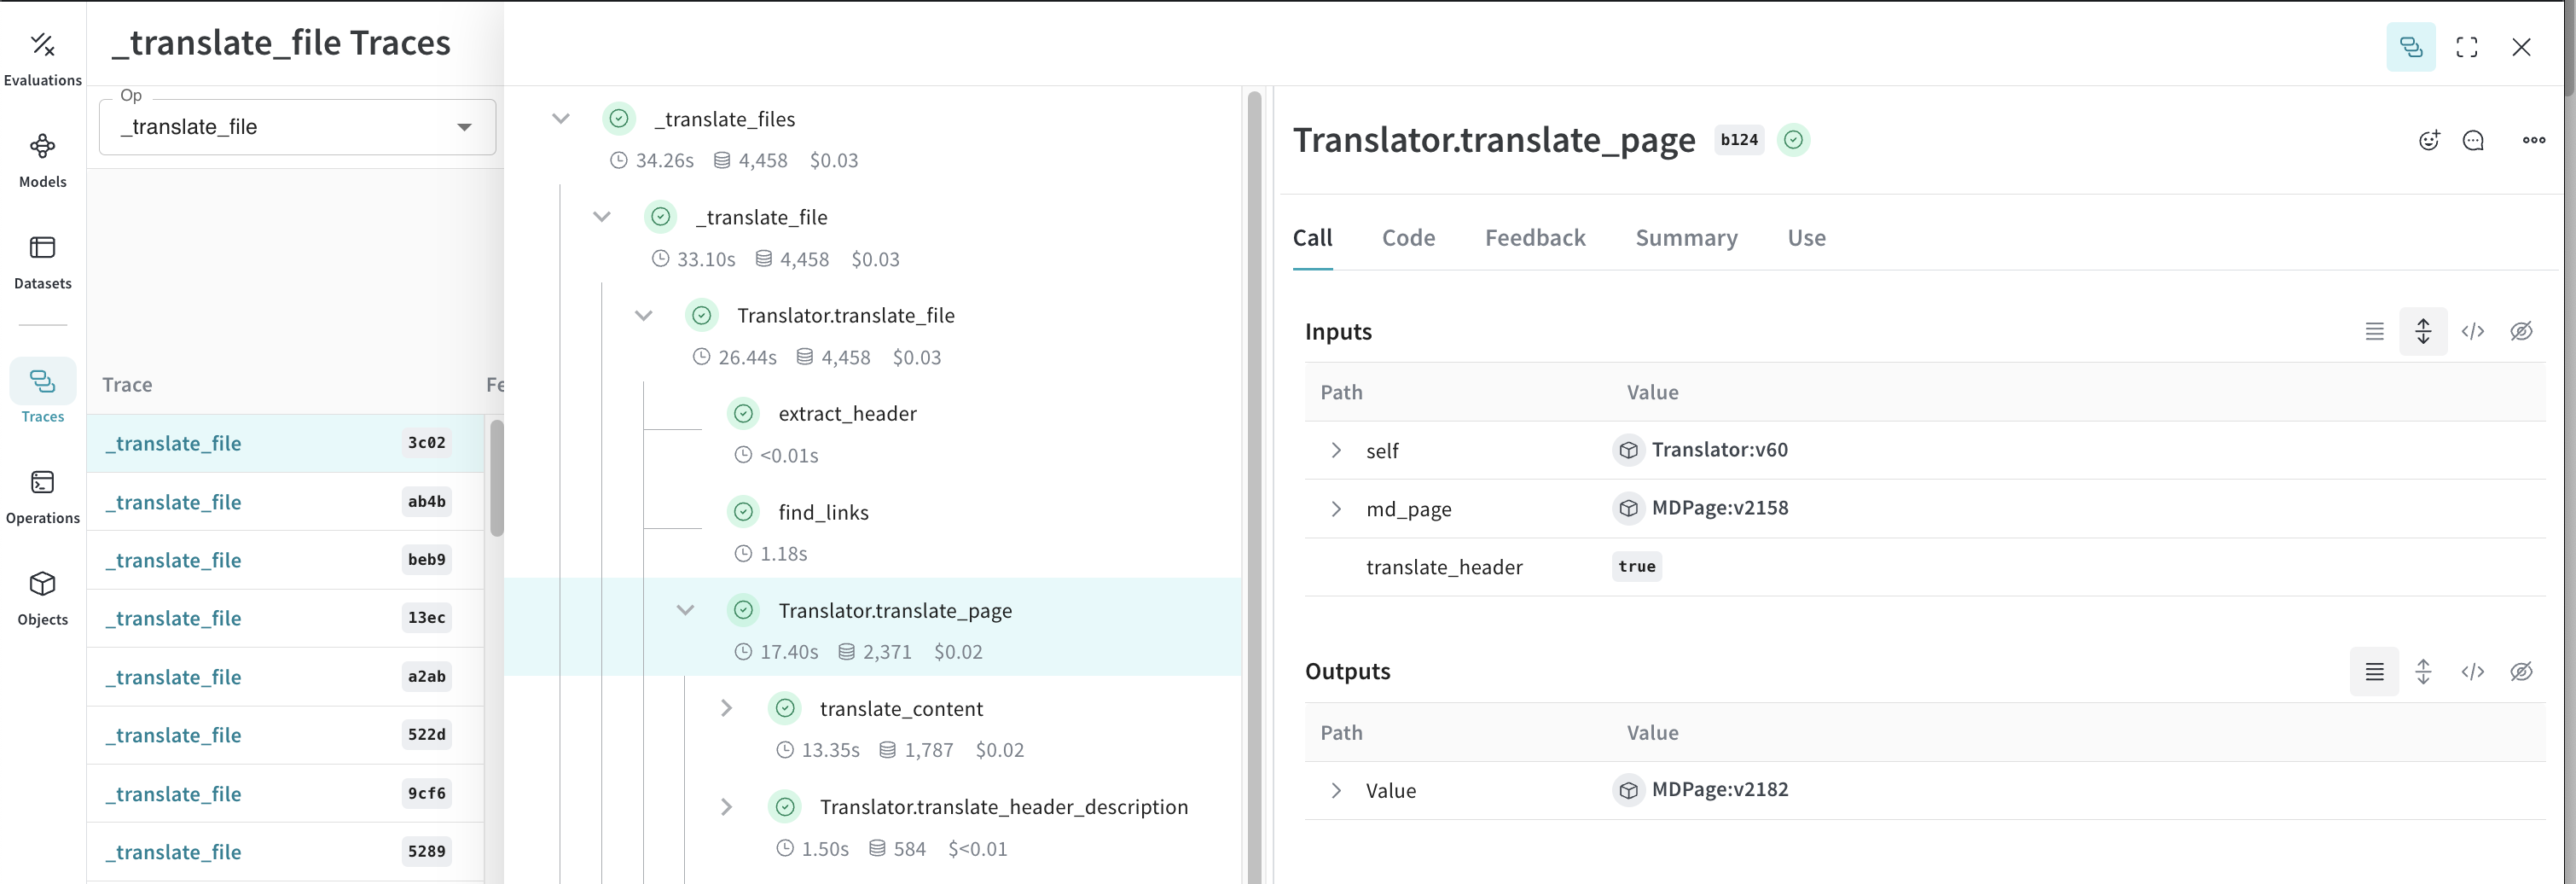 Evaluations
Models
Datasets
Traces
Operations
Objects
_translate_file Traces
Op
_translate_file
Trace
Fe
_translate_file 3c02
_translate_file ab4b
_translate_file beb9
_translate_file 13ec
_translate_file a2ab
_translate_file 522d
_translate_file 9cf6
_translate_file 5289
_translate_files
34.26s 4,458 $0.03
_translate_file
33.10s 4,458 $0.03
Translator.translate_file
26.44s 4,458 $0.03
extract_header
<0.01s
find_links
1.18s
Translator.translate_page
17.40s 2,371 $0.02
translate_content
13.35s 1,787 $0.02
Translator.translate_header_description
1.50s 584 $<0.01
Translator.translate_page b124
Call Code Feedback Summary Use
Inputs
Path Value
self Translator:v60
md_page MDPage:v2158
translate_header true
Outputs
Path Value
Value MDPage:v2182